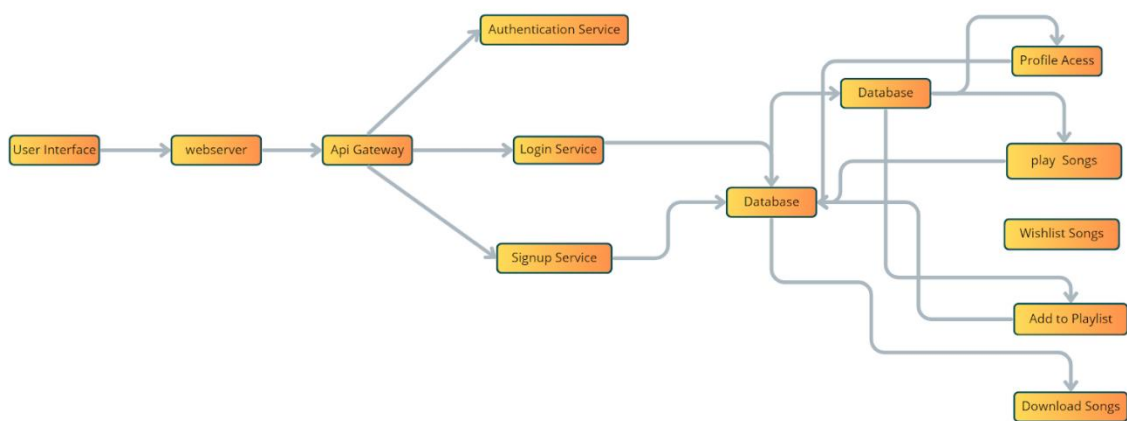 User Interface
webserver
Api Gateway
Authentication Service
Login Service
Signup Service
Database
Database
Profile Acess
play Songs
Wishlist Songs
Add to Playlist
Download Songs